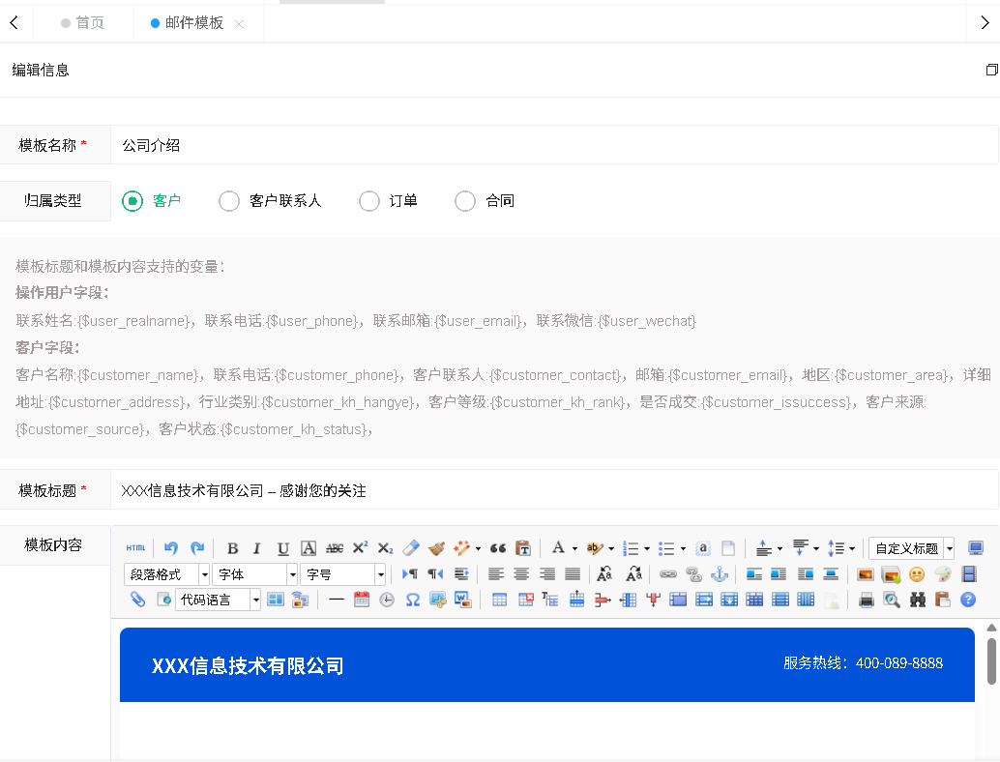 首页 邮件模板
编辑信息
模板名称 * 公司介绍
归属类型 客户 客户联系人 订单 合同
模板标题和模板内容支持的变量：
操作用户字段：
联系姓名:{$user_realname}，联系电话:{$user_phone}，联系邮箱:{$user_email}，联系微信:{$user_wechat}
客户字段：
客户名称:{$customer_name}，联系电话:{$customer_phone}，客户联系人:{$customer_contact}，邮箱:{$customer_email}，地区:{$customer_area}，详细
地址:{$customer_address}，行业类别:{$customer_kh_hangye}，客户等级:{$customer_kh_rank}，是否成交:{$customer_issuccess}，客户来源:
{$customer_source}，客户状态:{$customer_kh_status}，
模板标题 * XXX信息技术有限公司 – 感谢您的关注
模板内容
HTML 自定义标题
段落格式 字体 字号
代码语言
XXX信息技术有限公司 服务热线：400-089-8888